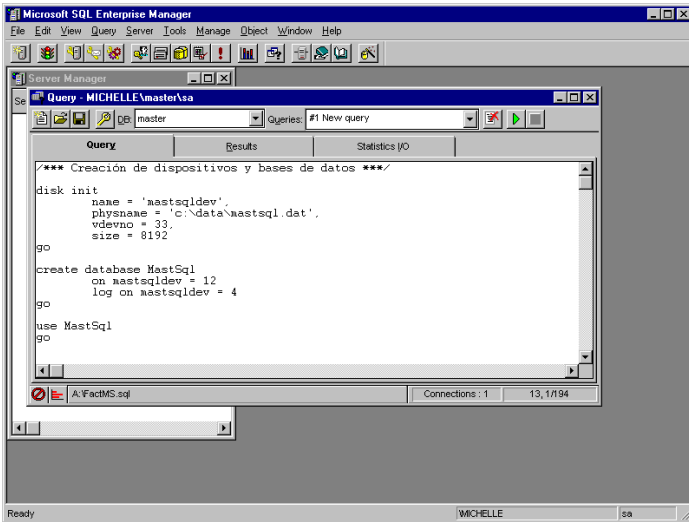 Microsoft SQL Enterprise Manager
File Edit View Query Server Tools Manage Object Window Help
Server Manager
Se
Query - MICHELLE\master\sa
DB: master Queries: #1 New query
Query Results Statistics I/O
/*** Creación de dispositivos y bases de datos ***/
disk init
name = 'mastsqldev',
physname = 'c:\data\mastsql.dat',
vdevno = 33,
size = 8192
go
create database MastSql
on mastsqldev = 12
log on mastsqldev = 4
go
use MastSql
go
A:\FactMS.sql Connections : 1 13, 1/194
Ready \MICHELLE sa